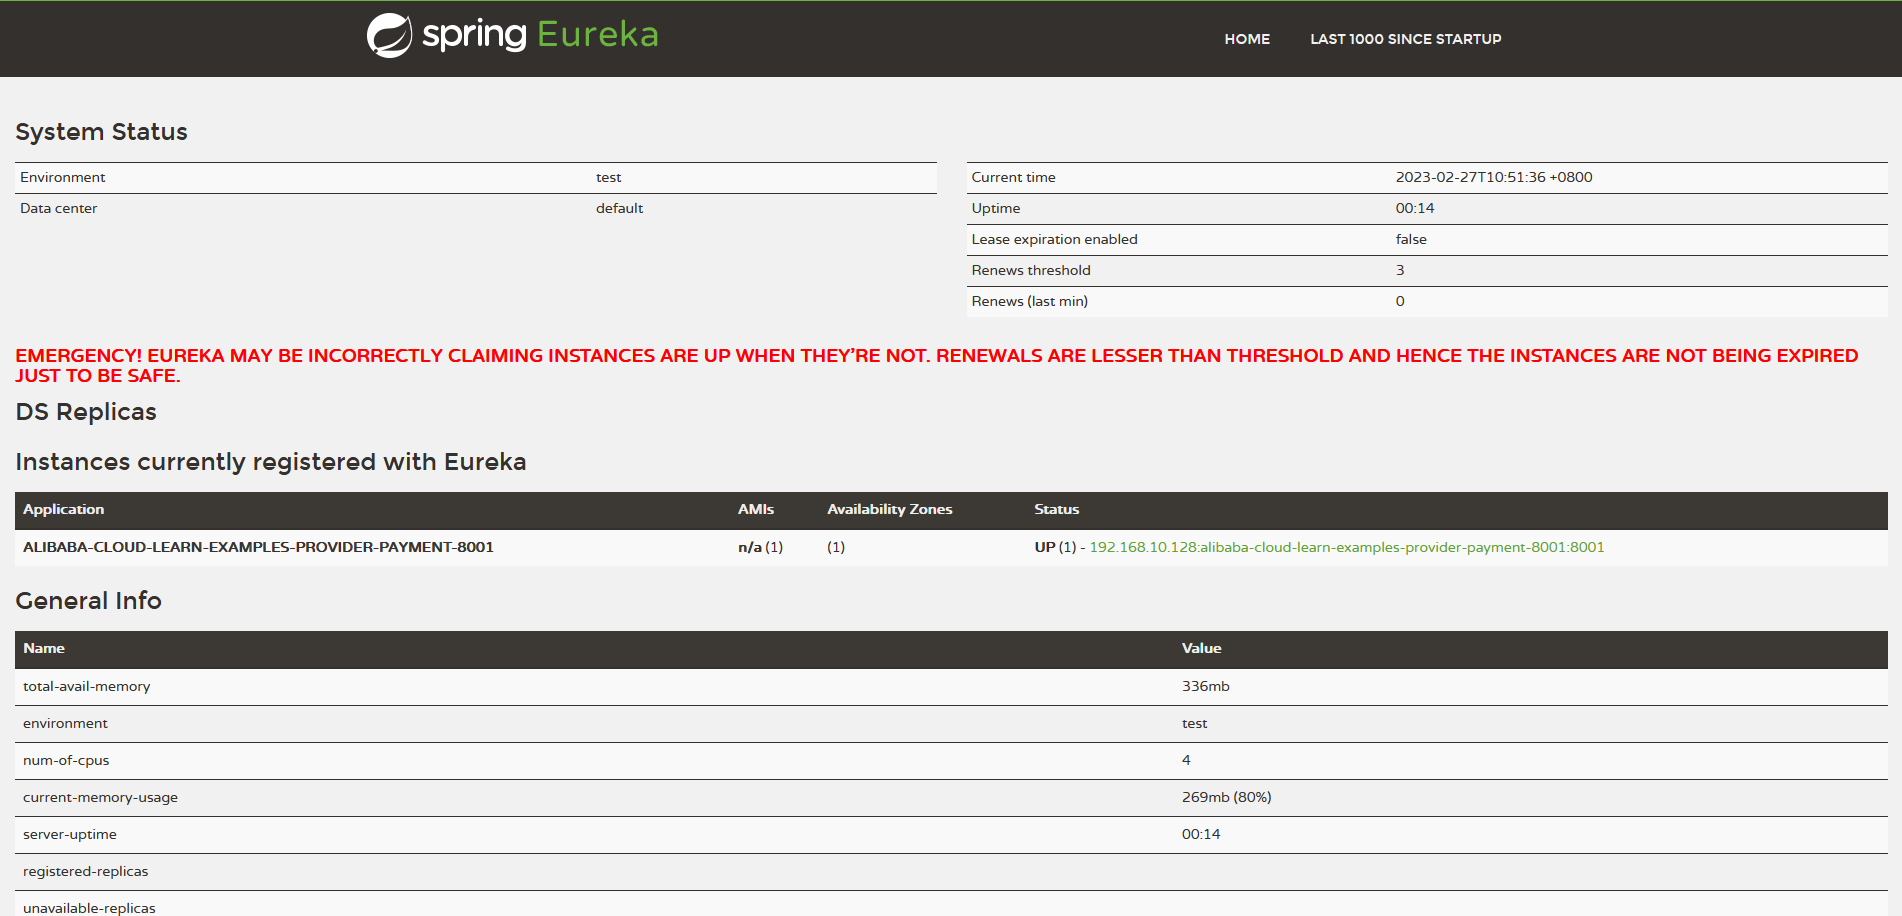 spring Eureka
HOME LAST 1000 SINCE STARTUP
System Status
Environment test
Data center default
Current time 2023-02-27T10:51:36 +0800
Uptime 00:14
Lease expiration enabled false
Renews threshold 3
Renews (last min) 0
EMERGENCY! EUREKA MAY BE INCORRECTLY CLAIMING INSTANCES ARE UP WHEN THEY'RE NOT. RENEWALS ARE LESSER THAN THRESHOLD AND HENCE THE INSTANCES ARE NOT BEING EXPIRED
JUST TO BE SAFE.
DS Replicas
Instances currently registered with Eureka
Application AMIs Availability Zones Status
ALIBABA-CLOUD-LEARN-EXAMPLES-PROVIDER-PAYMENT-8001 n/a (1) (1) UP (1) - 192.168.10.128:alibaba-cloud-learn-examples-provider-payment-8001:8001
General Info
Name Value
total-avail-memory 336mb
environment test
num-of-cpus 4
current-memory-usage 269mb (80%)
server-uptime 00:14
registered-replicas
unavailable-replicas